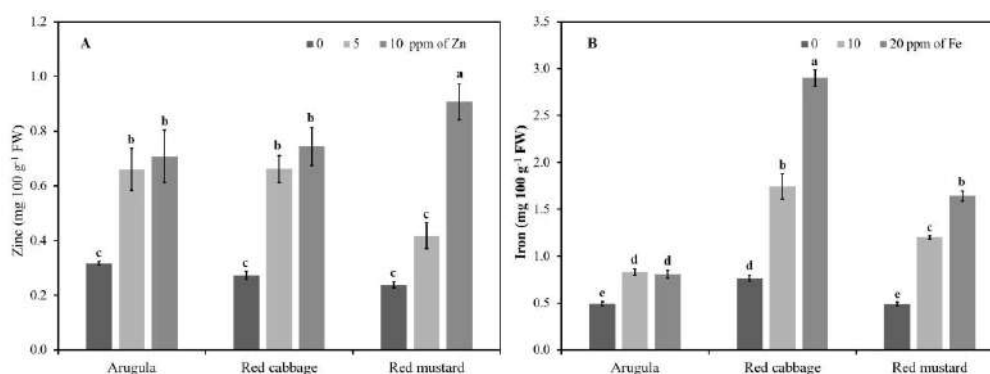 A
0 5 10 ppm of Zn
Zinc (mg 100 g⁻¹ FW)
1.2
1.0
0.8
0.6
0.4
0.2
0.0
c b b
c b b
c c a
Arugula Red cabbage Red mustard
B
0 10 20 ppm of Fe
Iron (mg 100 g⁻¹ FW)
3.5
3.0
2.5
2.0
1.5
1.0
0.5
0.0
e d d
d b a
e c b
Arugula Red cabbage Red mustard